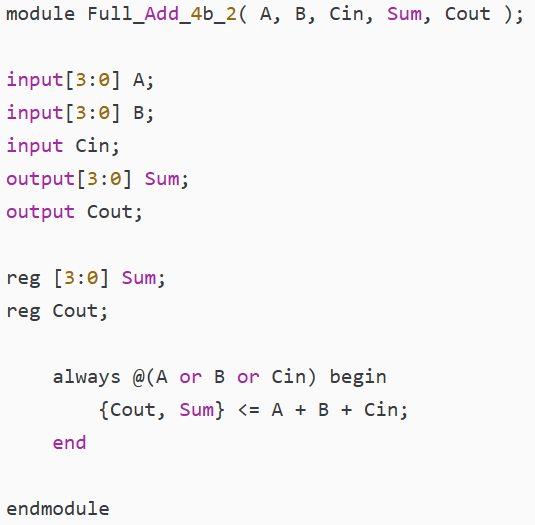 module Full_Add_4b_2( A, B, Cin, Sum, Cout );
input[3:0] A;
input[3:0] B;
input Cin;
output[3:0] Sum;
output Cout;
reg [3:0] Sum;
reg Cout;
always @(A or B or Cin) begin
{Cout, Sum} <= A + B + Cin;
end
endmodule